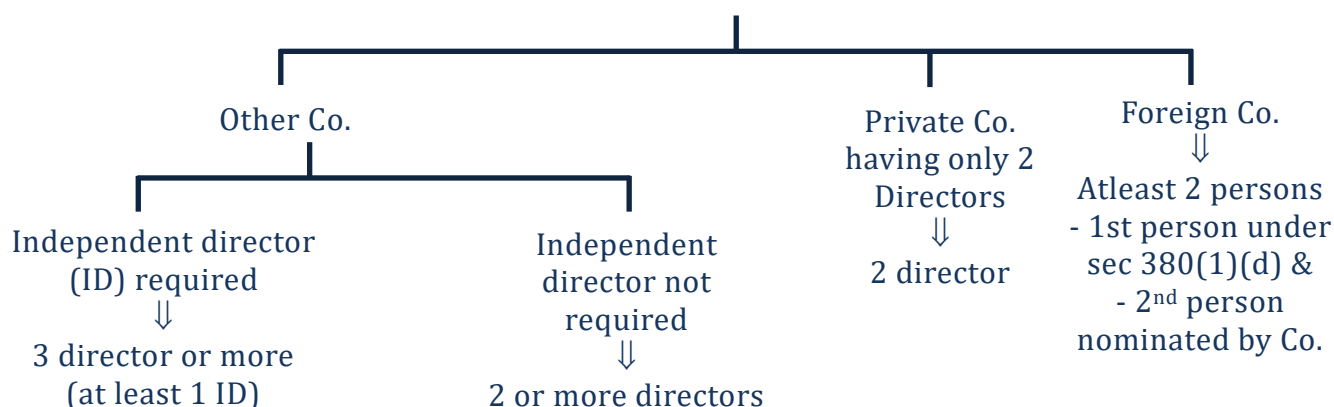 Other Co.
Independent director
(ID) required
⇓
3 director or more
(at least 1 ID)
Independent
director not
required
⇓
2 or more directors
Private Co.
having only 2
Directors
⇓
2 director
Foreign Co.
⇓
Atleast 2 persons
- 1st person under
sec 380(1)(d) &
- 2nd person
nominated by Co.